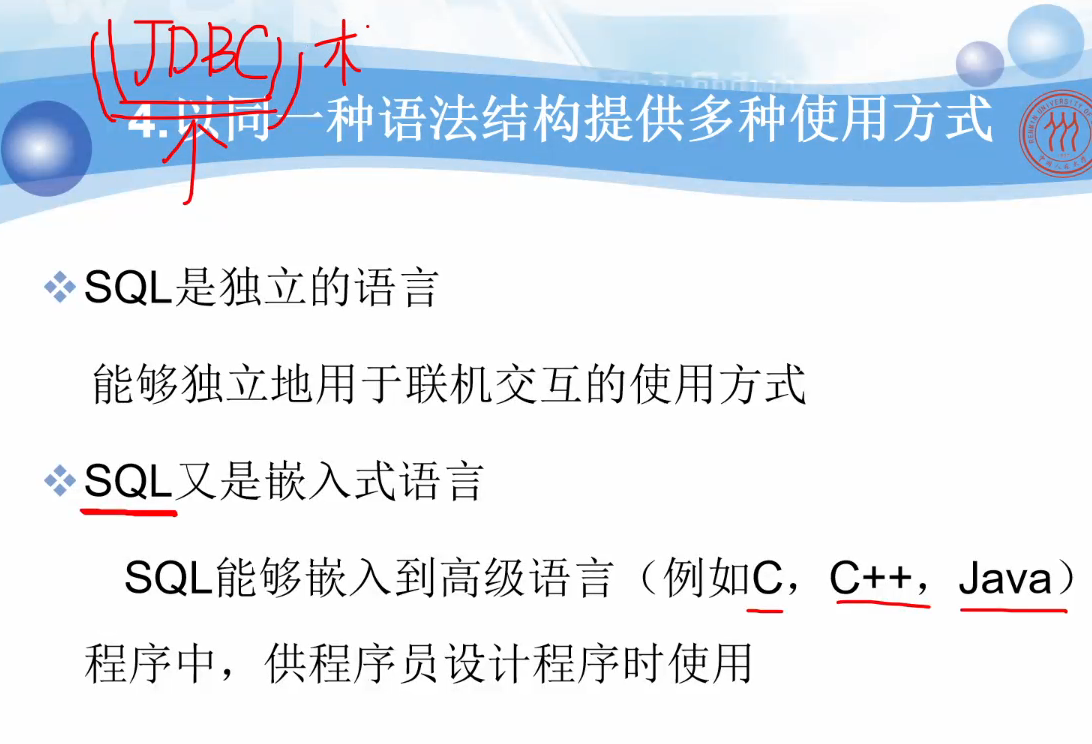 (JDBC) 术
4.以同一种语法结构提供多种使用方式
SQL是独立的语言
能够独立地用于联机交互的使用方式
SQL又是嵌入式语言
SQL能够嵌入到高级语言（例如C，C++，Java）
程序中，供程序员设计程序时使用